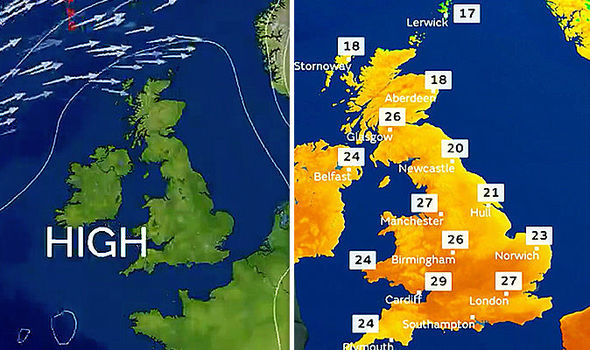 HIGH
17
Lerwick
18
Stornoway
18
Aberdeen
26
Glasgow
24
Belfast
20
Newcastle
27
Manchester
21
Hull
26
Birmingham
23
Norwich
24
29
Cardiff
27
London
24
Plymouth
Southampton